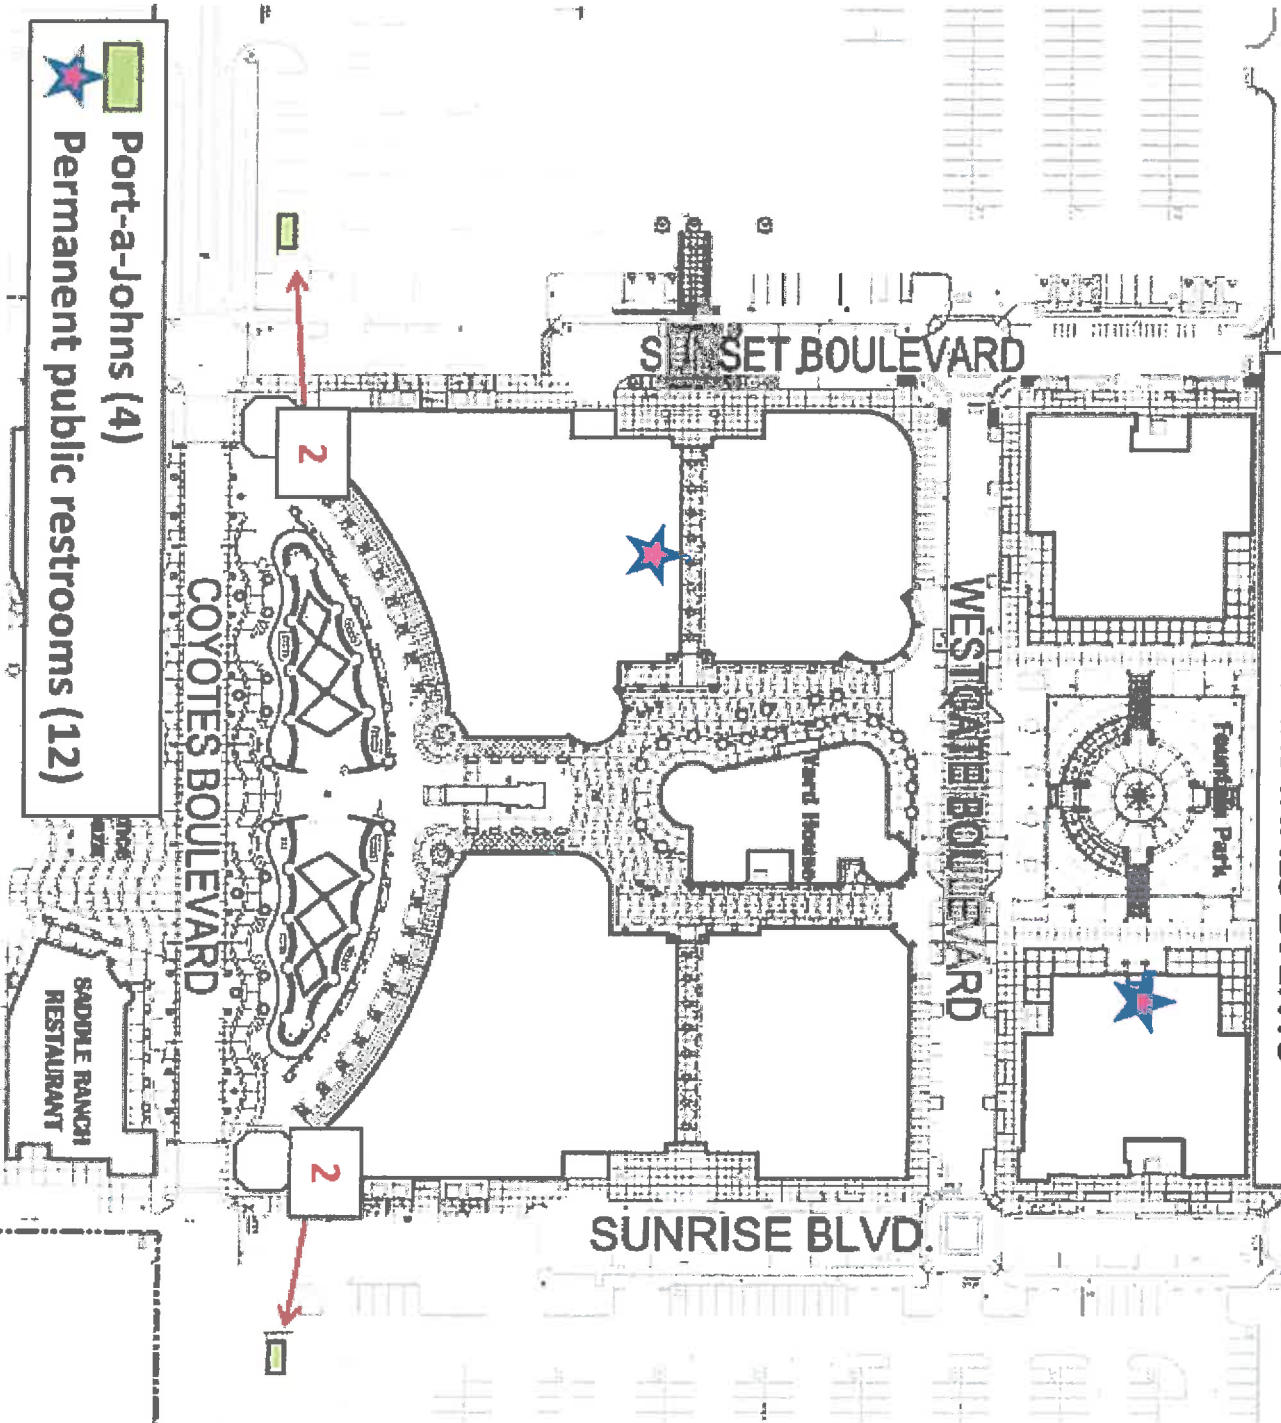 Port-a-Johns (4)
Permanent public restrooms (12)
SUNSET BOULEVARD
2
WESTGATE BOULEVARD
Fountain Park
Yard House
COYOTES BOULEVARD
SADDLE RANCH
RESTAURANT
2
SUNRISE BLVD.